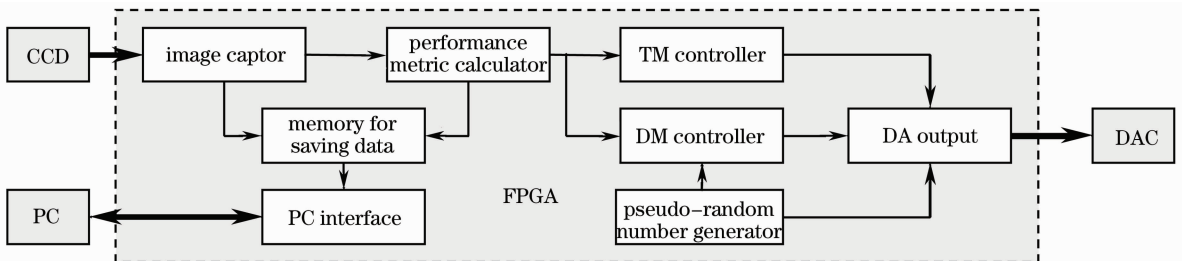 CCD
image captor
performance
metric calculator
TM controller
memory for
saving data
DM controller
DA output
DAC
PC
PC interface
FPGA
pseudo-random
number generator